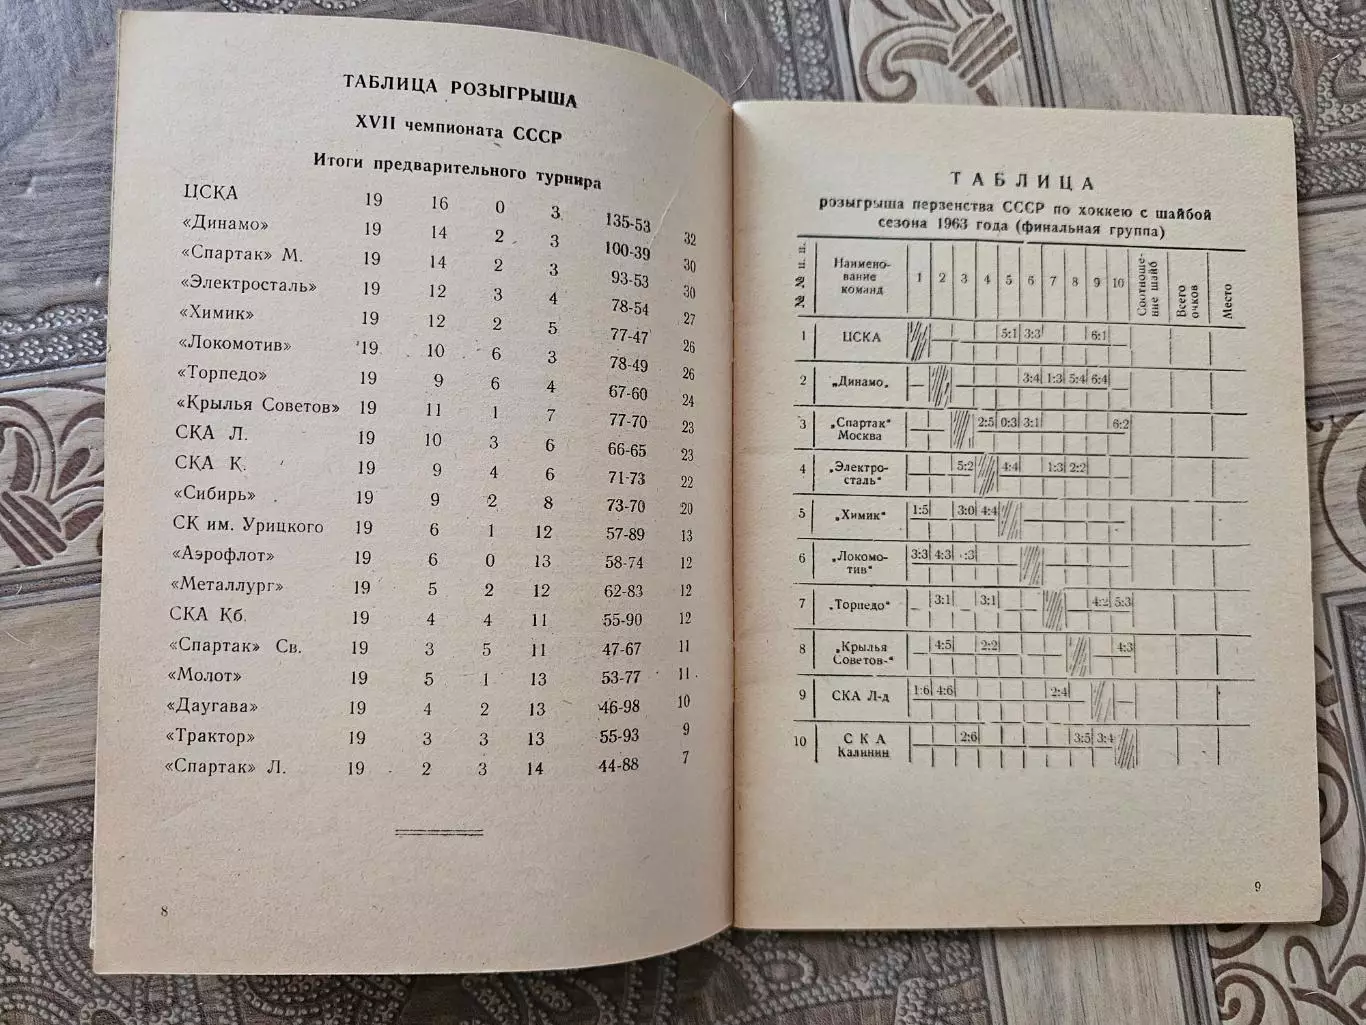 ТАБЛИЦА РОЗЫГРЫША
XVII чемпионата СССР
Итоги предварительного турнира
ЦСКА 19 16 0 3 135-53 32
«Динамо» 19 14 2 3 100-39 30
«Спартак» М. 19 14 2 3 93-53 30
«Электросталь» 19 12 3 4 78-54 27
«Химик» 19 12 2 5 77-47 26
«Локомотив» 19 10 6 3 78-49 26
«Торпедо» 19 9 6 4 67-60 24
«Крылья Советов» 19 11 1 7 77-70 23
СКА Л. 19 10 3 6 66-65 23
СКА К. 19 9 4 6 71-73 22
«Сибирь» 19 9 2 8 73-70 20
СК им. Урицкого 19 6 1 12 57-89 13
«Аэрофлот» 19 6 0 13 58-74 12
«Металлург» 19 5 2 12 62-83 12
СКА Кб. 19 4 4 11 55-90 12
«Спартак» Св. 19 3 5 11 47-67 11
«Молот» 19 5 1 13 53-77 11
«Даугава» 19 4 2 13 46-98 10
«Трактор» 19 3 3 13 55-93 9
«Спартак» Л. 19 2 3 14 44-88 7
8
ТАБЛИЦА
розыгрыша перзенства СССР по хоккею с шайбой
сезона 1963 года (финальная группа)
№№ п. п. Наимено-вание команд 1 2 3 4 5 6 7 8 9 10 Соотноше-ние шайб Всего очков Место
1 ЦСКА 5:1 3:3 6:1
2 „Динамо„ 3:4 1:3 5:4 6:4
3 „Спартак“ Москва 2:5 0:3 3:1 6:2
4 „Электро-сталь“ 5:2 4:4 1:3 2:2
5 „Химик“ 1:5 3:0 4:4
6 „Локомо-тив“ 3:3 4:3 :3
7 „Торпедо“ 3:1 3:1 4:2 5:3
8 „Крылья Советов-“ 4:5 2:2 4:3
9 СКА Л-д 1:6 4:6 2:4
10 СКА Калинин 2:6 3:5 3:4
9